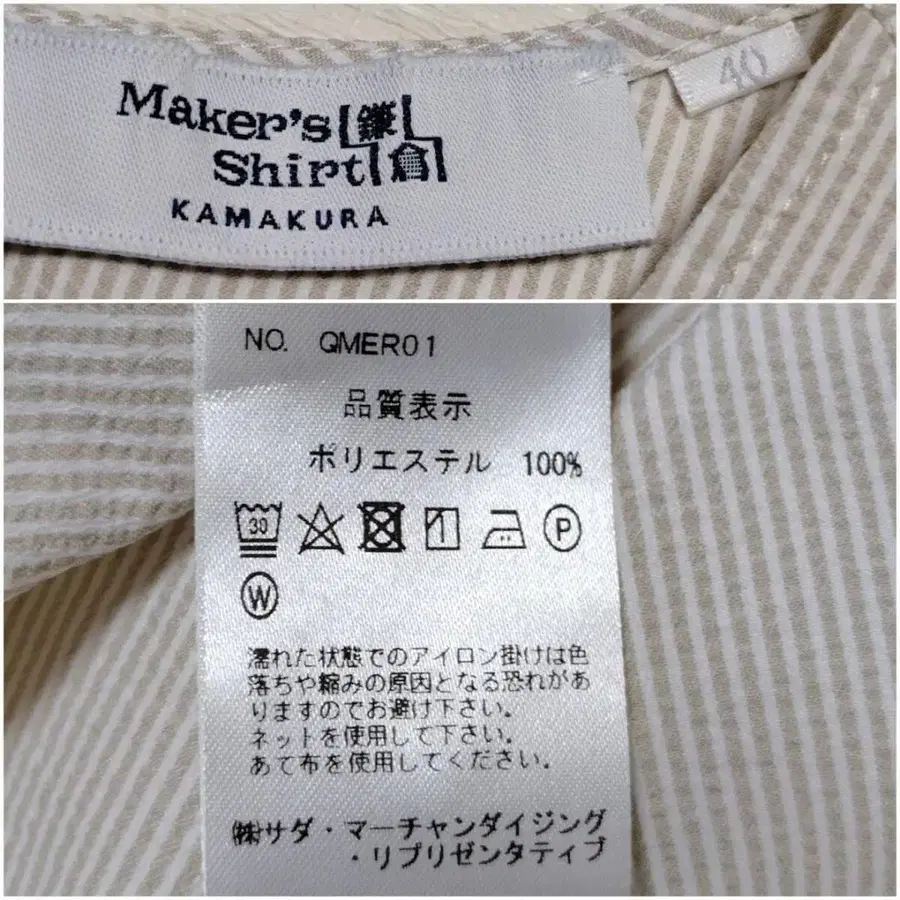 Maker's 鎌
Shirt 倉
KAMAKURA
40
NO. QMER01
品質表示
ポリエステル 100%
30
P
W
濡れた状態でのアイロン掛けは色
落ちや縮みの原因となる恐れがあ
りますのでお避け下さい。
ネットを使用して下さい。
あて布を使用してください。
㈱サダ・マーチャンダイジング
・リプリゼンタティブ